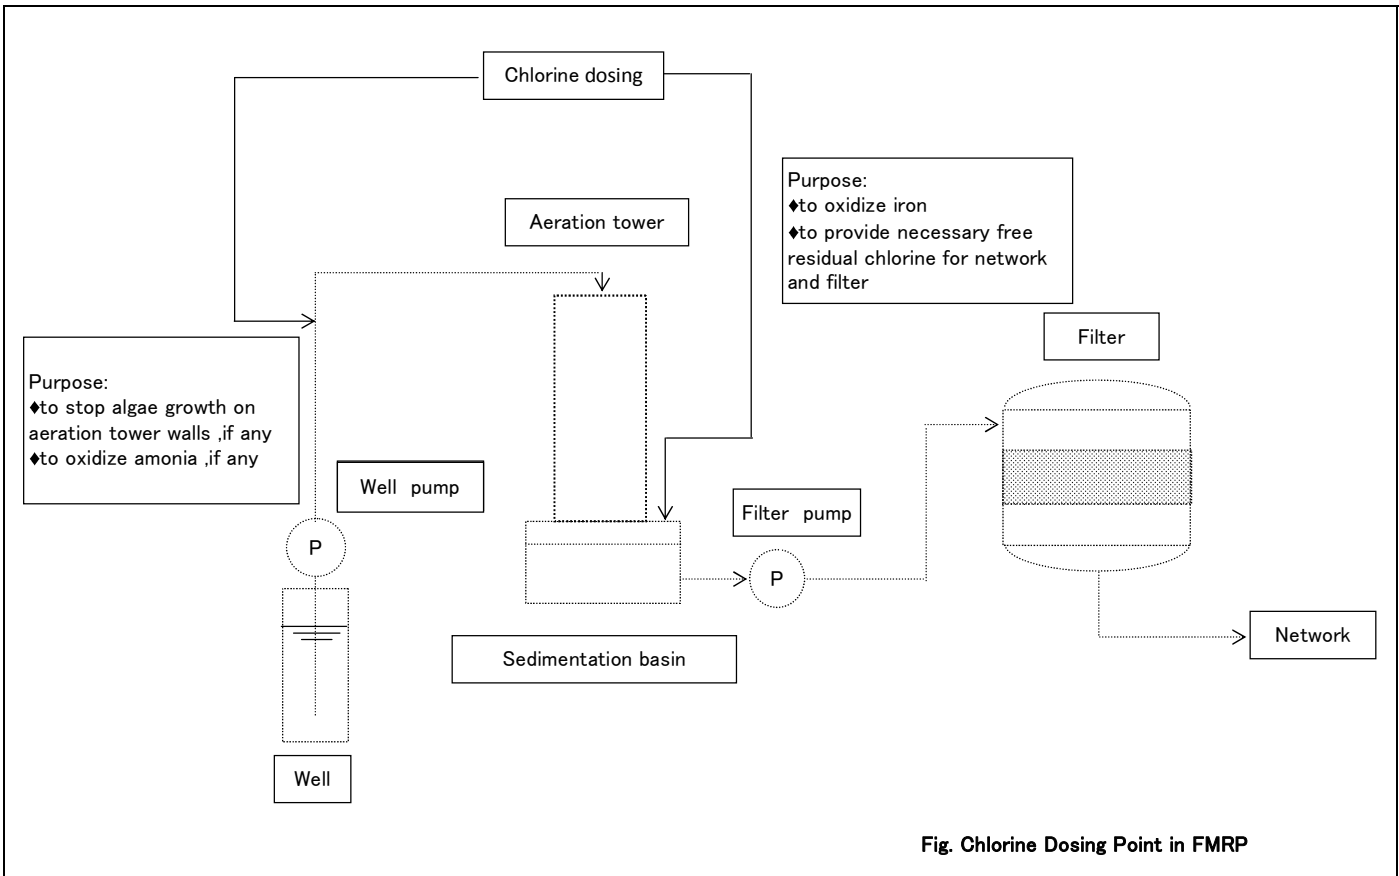 Chlorine dosing
Purpose:
♦to oxidize iron
♦to provide necessary free
residual chlorine for network
and filter
Aeration tower
Filter
Purpose:
♦to stop algae growth on
aeration tower walls ,if any
♦to oxidize amonia ,if any
Well pump
Filter pump
P
P
Network
Sedimentation basin
Well
Fig. Chlorine Dosing Point in FMRP